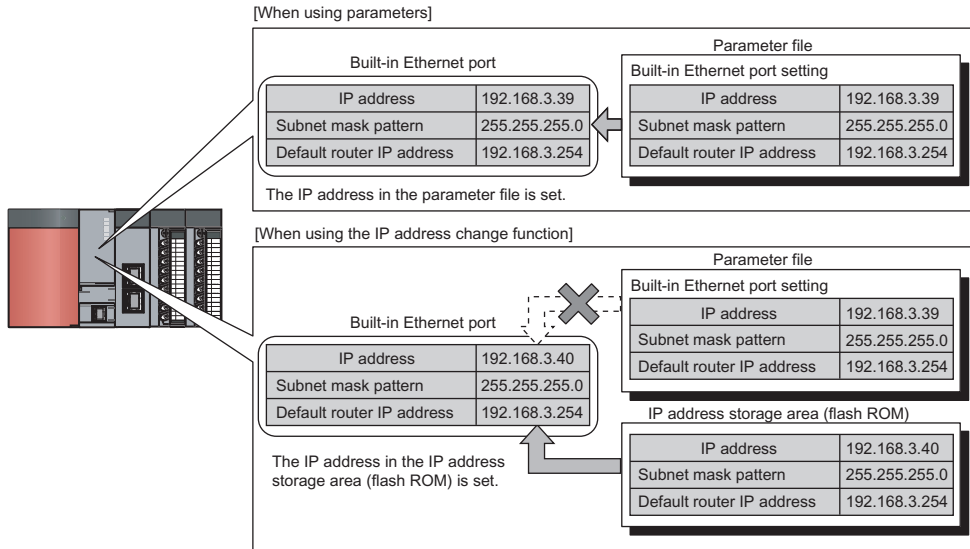 [When using parameters]
Parameter file
Built-in Ethernet port
Built-in Ethernet port setting
IP address 192.168.3.39
Subnet mask pattern 255.255.255.0
Default router IP address 192.168.3.254
IP address 192.168.3.39
Subnet mask pattern 255.255.255.0
Default router IP address 192.168.3.254
The IP address in the parameter file is set.
[When using the IP address change function]
Parameter file
Built-in Ethernet port setting
IP address 192.168.3.39
Subnet mask pattern 255.255.255.0
Default router IP address 192.168.3.254
Built-in Ethernet port
IP address 192.168.3.40
Subnet mask pattern 255.255.255.0
Default router IP address 192.168.3.254
IP address storage area (flash ROM)
IP address 192.168.3.40
Subnet mask pattern 255.255.255.0
Default router IP address 192.168.3.254
The IP address in the IP address
storage area (flash ROM) is set.